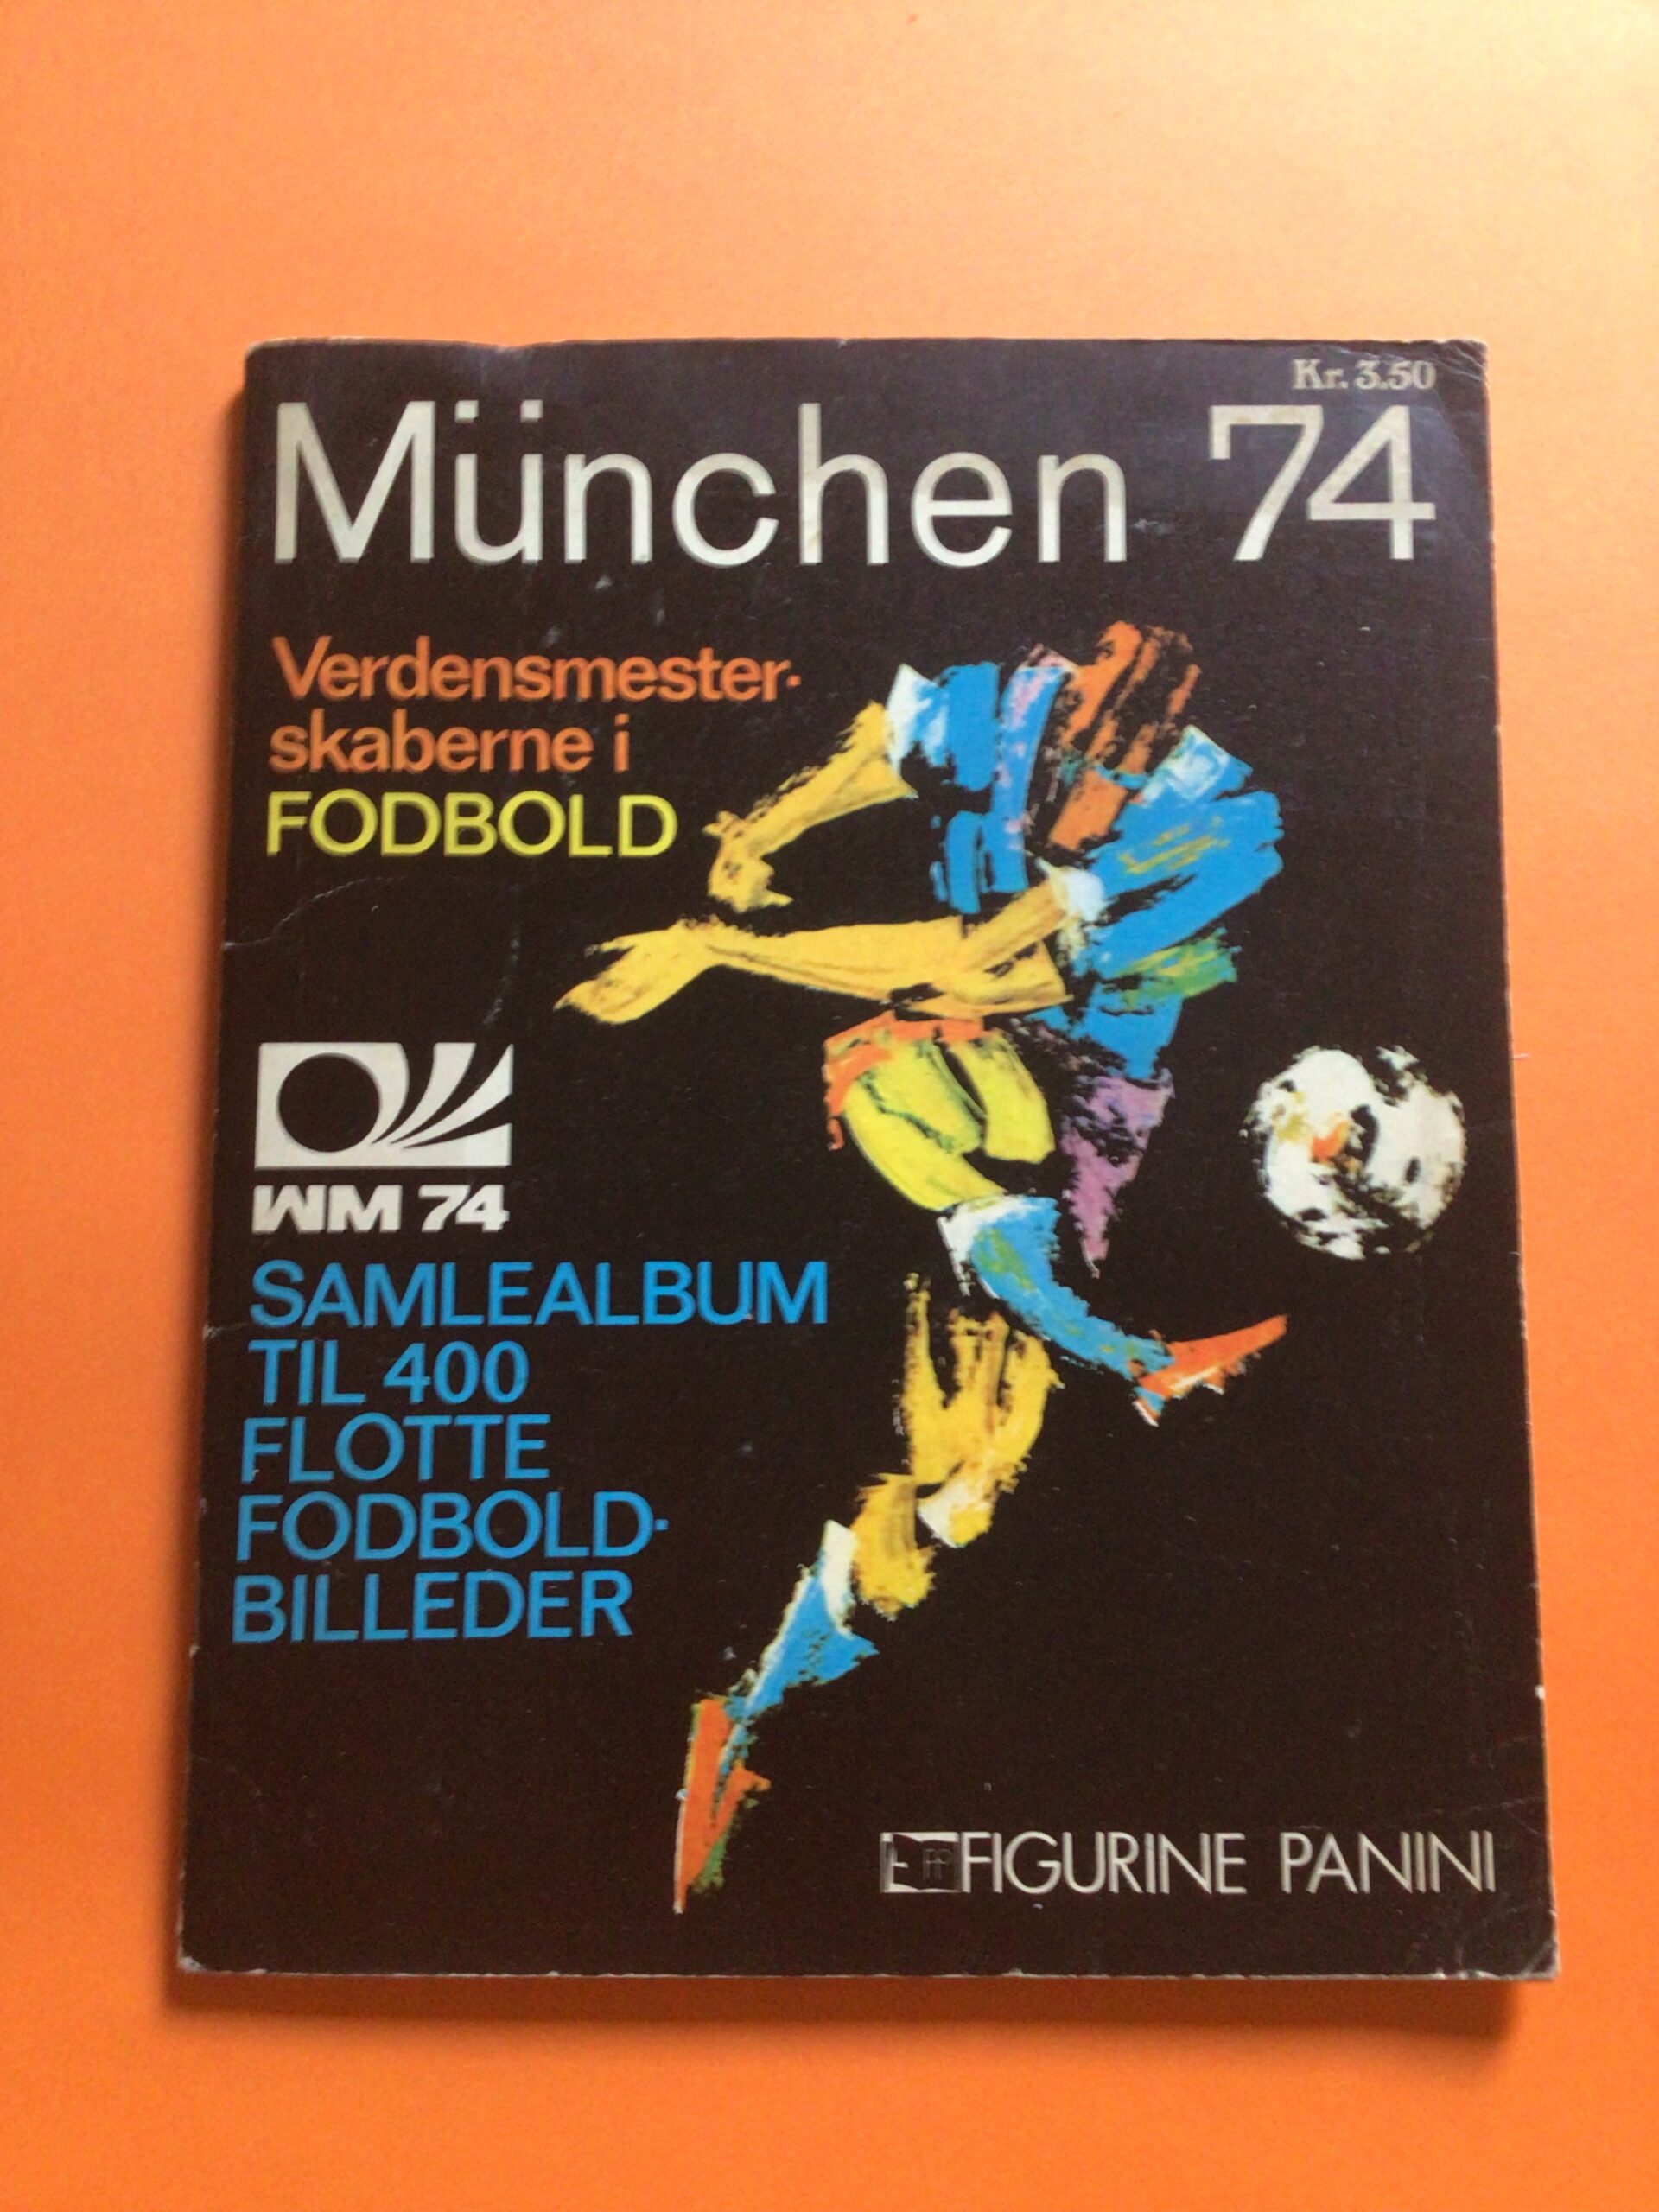 Kr. 3.50
München 74
Verdensmester-
skaberne i
FODBOLD
WM 74
SAMLEALBUM
TIL 400
FLOTTE
FODBOLD-
BILLEDER
FIGURINE PANINI